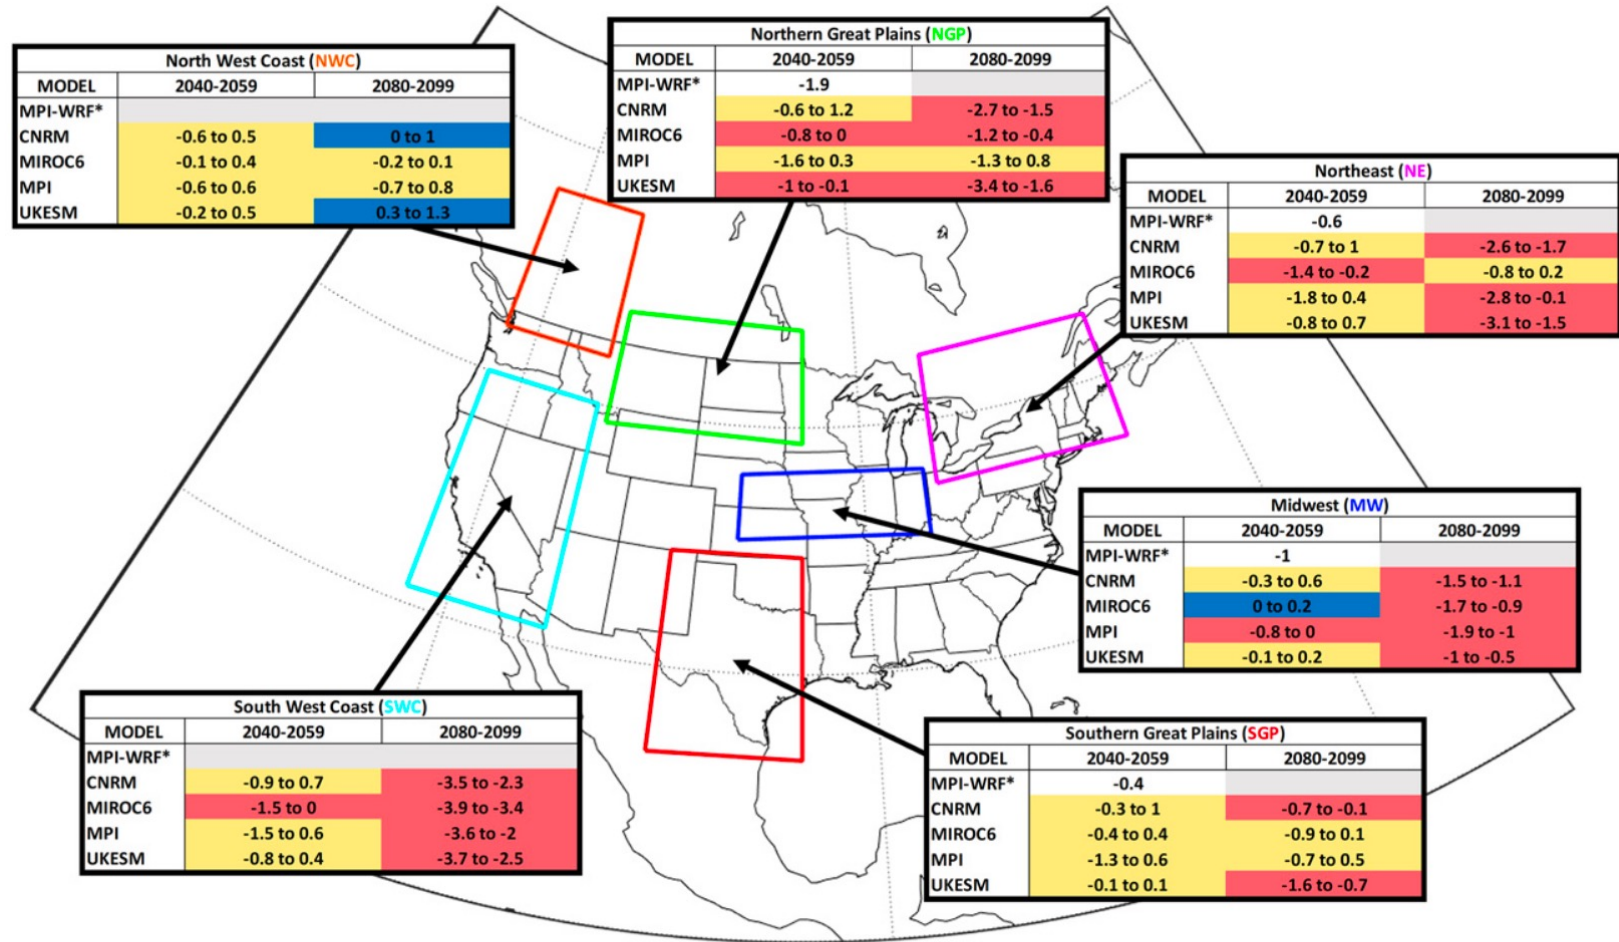 North West Coast (NWC)
MODEL 2040-2059 2080-2099
MPI-WRF*
CNRM -0.6 to 0.5 0 to 1
MIROC6 -0.1 to 0.4 -0.2 to 0.1
MPI -0.6 to 0.6 -0.7 to 0.8
UKESM -0.2 to 0.5 0.3 to 1.3
Northern Great Plains (NGP)
MODEL 2040-2059 2080-2099
MPI-WRF* -1.9
CNRM -0.6 to 1.2 -2.7 to -1.5
MIROC6 -0.8 to 0 -1.2 to -0.4
MPI -1.6 to 0.3 -1.3 to 0.8
UKESM -1 to -0.1 -3.4 to -1.6
Northeast (NE)
MODEL 2040-2059 2080-2099
MPI-WRF* -0.6
CNRM -0.7 to 1 -2.6 to -1.7
MIROC6 -1.4 to -0.2 -0.8 to 0.2
MPI -1.8 to 0.4 -2.8 to -0.1
UKESM -0.8 to 0.7 -3.1 to -1.5
Midwest (MW)
MODEL 2040-2059 2080-2099
MPI-WRF* -1
CNRM -0.3 to 0.6 -1.5 to -1.1
MIROC6 0 to 0.2 -1.7 to -0.9
MPI -0.8 to 0 -1.9 to -1
UKESM -0.1 to 0.2 -1 to -0.5
South West Coast (SWC)
MODEL 2040-2059 2080-2099
MPI-WRF*
CNRM -0.9 to 0.7 -3.5 to -2.3
MIROC6 -1.5 to 0 -3.9 to -3.4
MPI -1.5 to 0.6 -3.6 to -2
UKESM -0.8 to 0.4 -3.7 to -2.5
Southern Great Plains (SGP)
MODEL 2040-2059 2080-2099
MPI-WRF* -0.4
CNRM -0.3 to 1 -0.7 to -0.1
MIROC6 -0.4 to 0.4 -0.9 to 0.1
MPI -1.3 to 0.6 -0.7 to 0.5
UKESM -0.1 to 0.1 -1.6 to -0.7